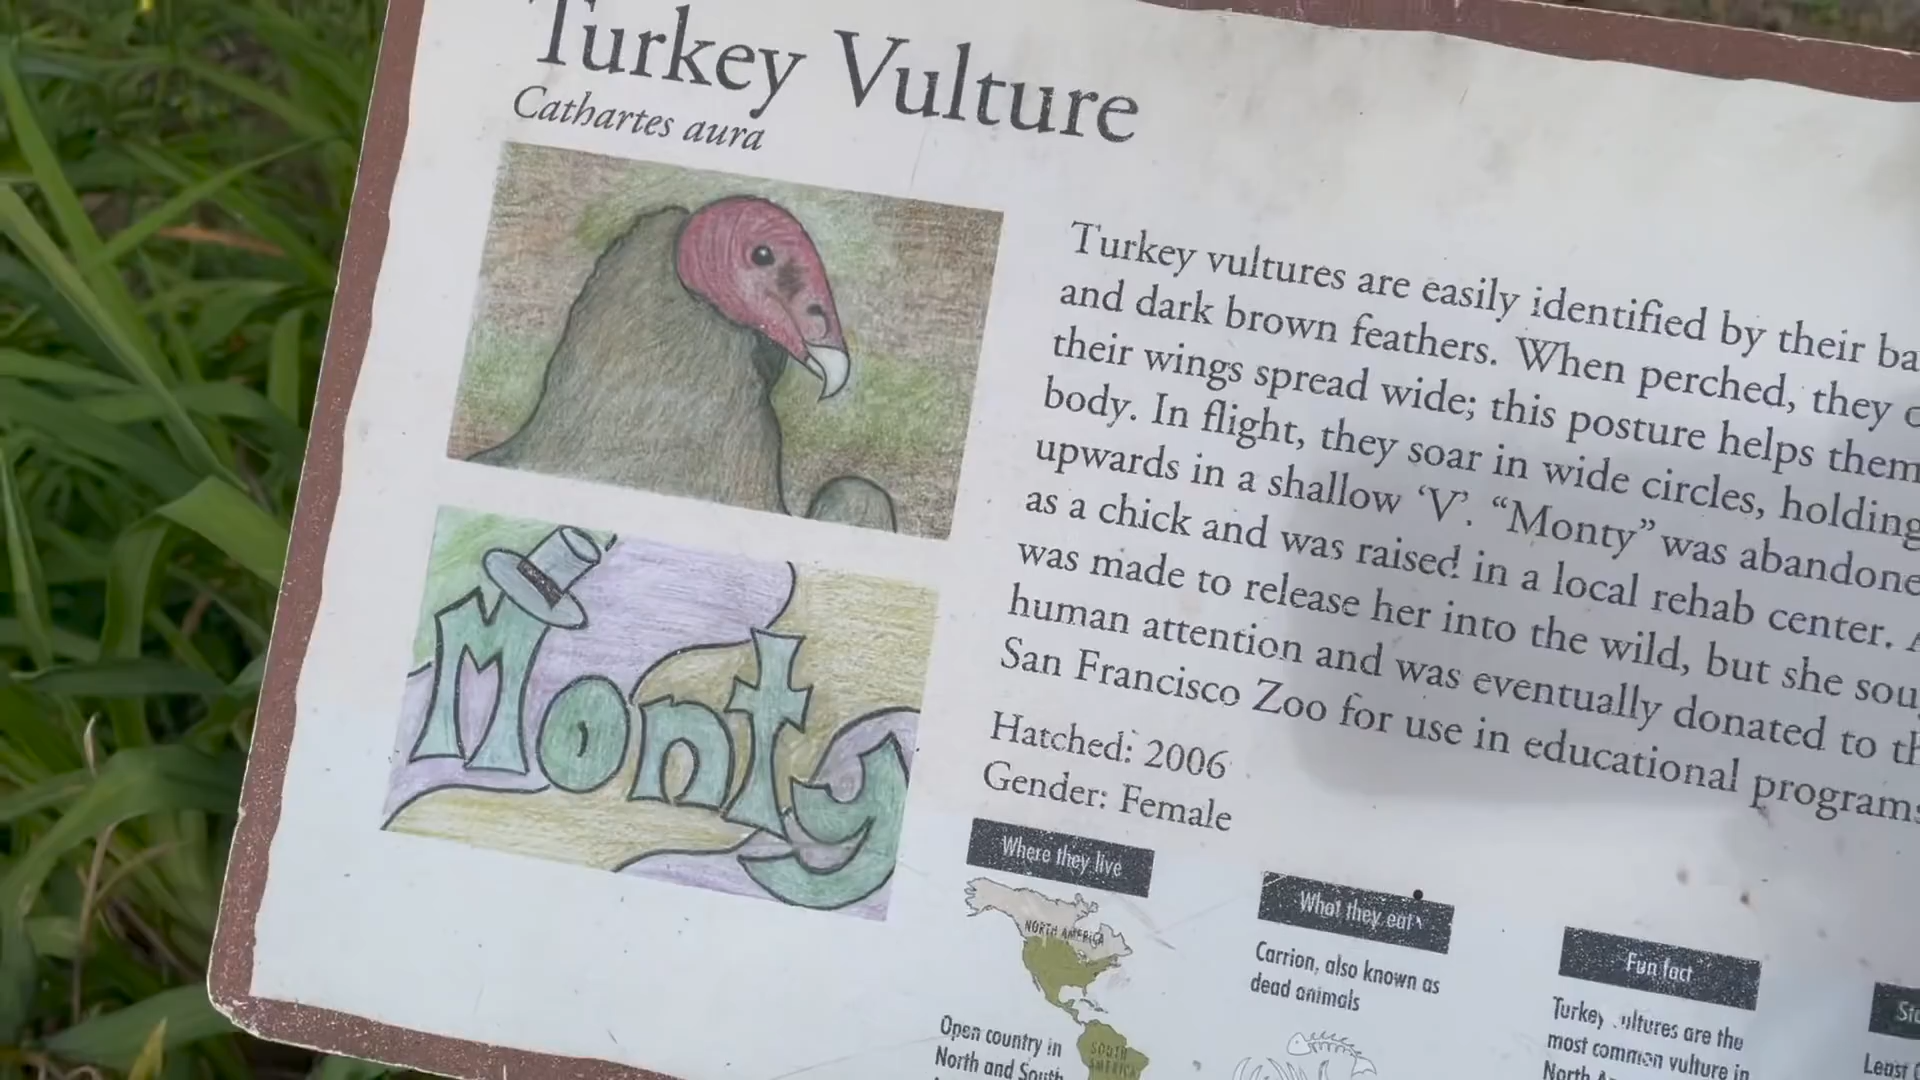 Turkey Vulture
Cathartes aura
Turkey vultures are easily identified by their
and dark brown feathers. When perched, they
their wings spread wide; this posture helps them
body. In flight, they soar in wide circles, holding
upwards in a shallow ‘V’. “Monty” was
as a chick and was raised in a local rehab center.
was made to release her into the wild, but she
human attention and was eventually donated to
San Francisco Zoo for use in educational
Hatched: 2006
Gender: Female
Monty
Where they live
NORTH AMERICA
SOUTH
AMERICA
Open country in
North and South
What they eat
Carrion, also known as
dead animals
Fun fact
Turkey vultures are the
most common vulture in
North
Least